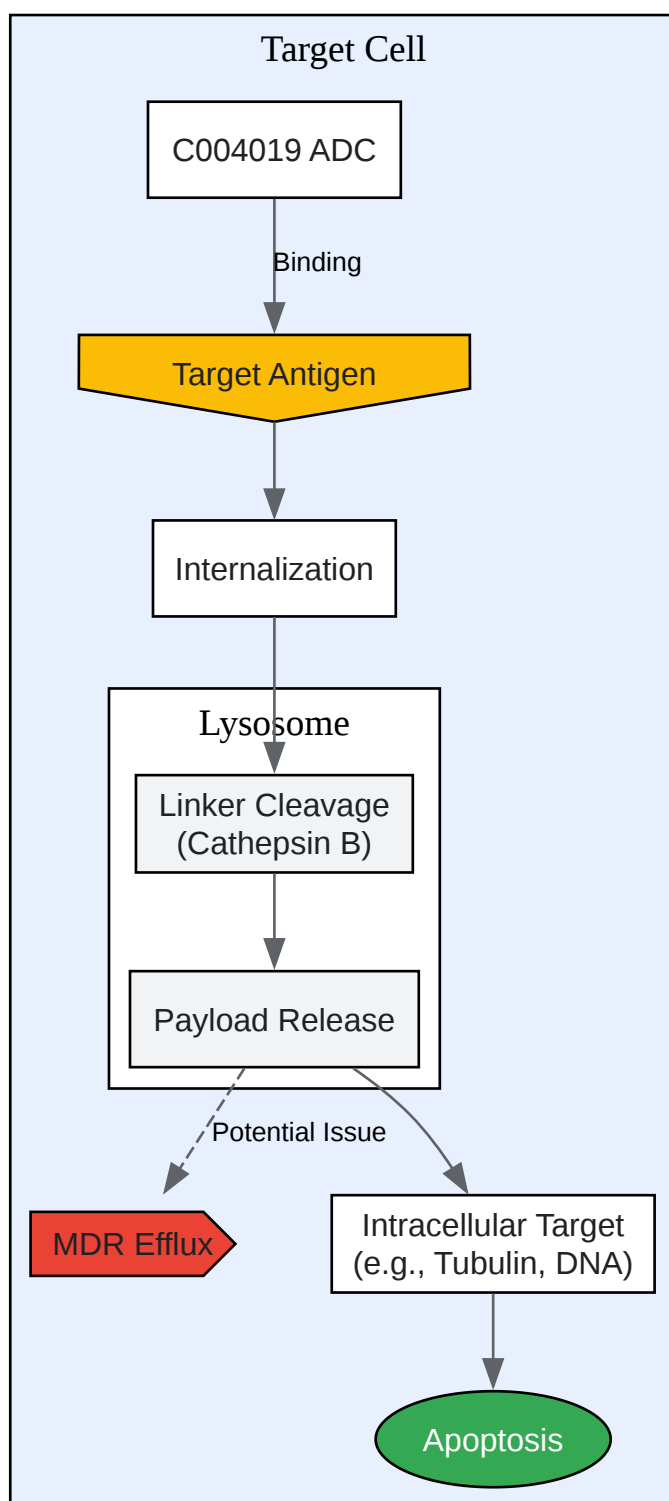 Target Cell
C004019 ADC
Binding
Target Antigen
Internalization
Lysosome
Linker Cleavage
(Cathepsin B)
Payload Release
Potential Issue
MDR Efflux
Intracellular Target
(e.g., Tubulin, DNA)
Apoptosis